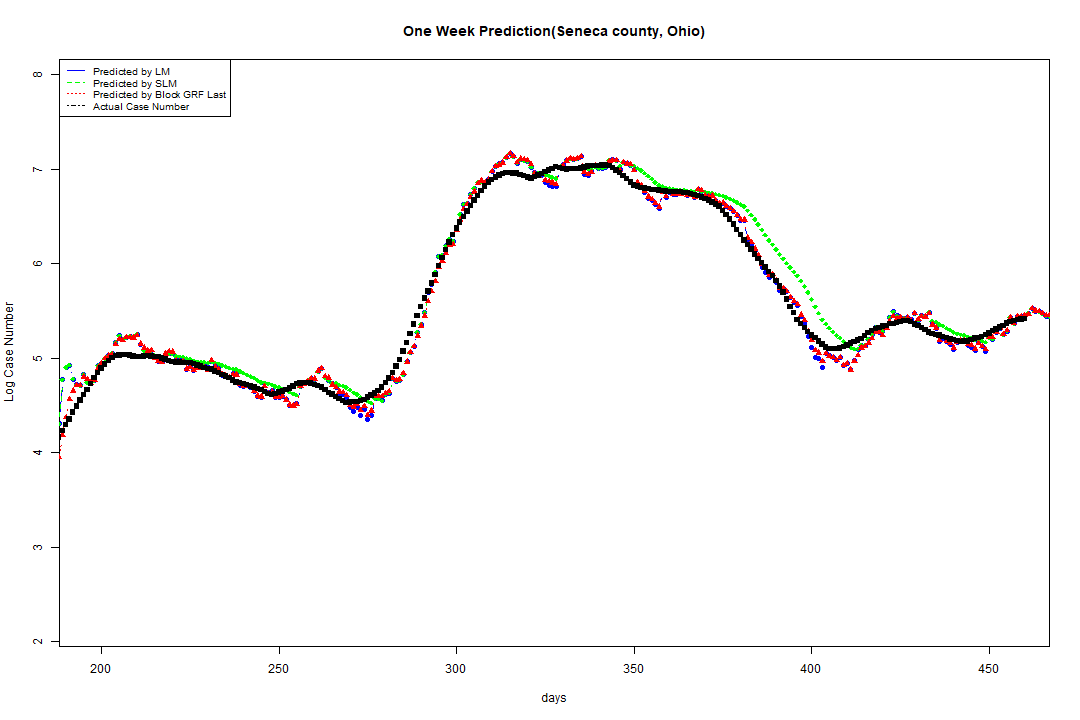 One Week Prediction(Seneca county, Ohio)
Predicted by LM
Predicted by SLM
Predicted by Block GRF Last
Actual Case Number
8
7
6
5
4
3
2
Log Case Number
200 250 300 350 400 450
days